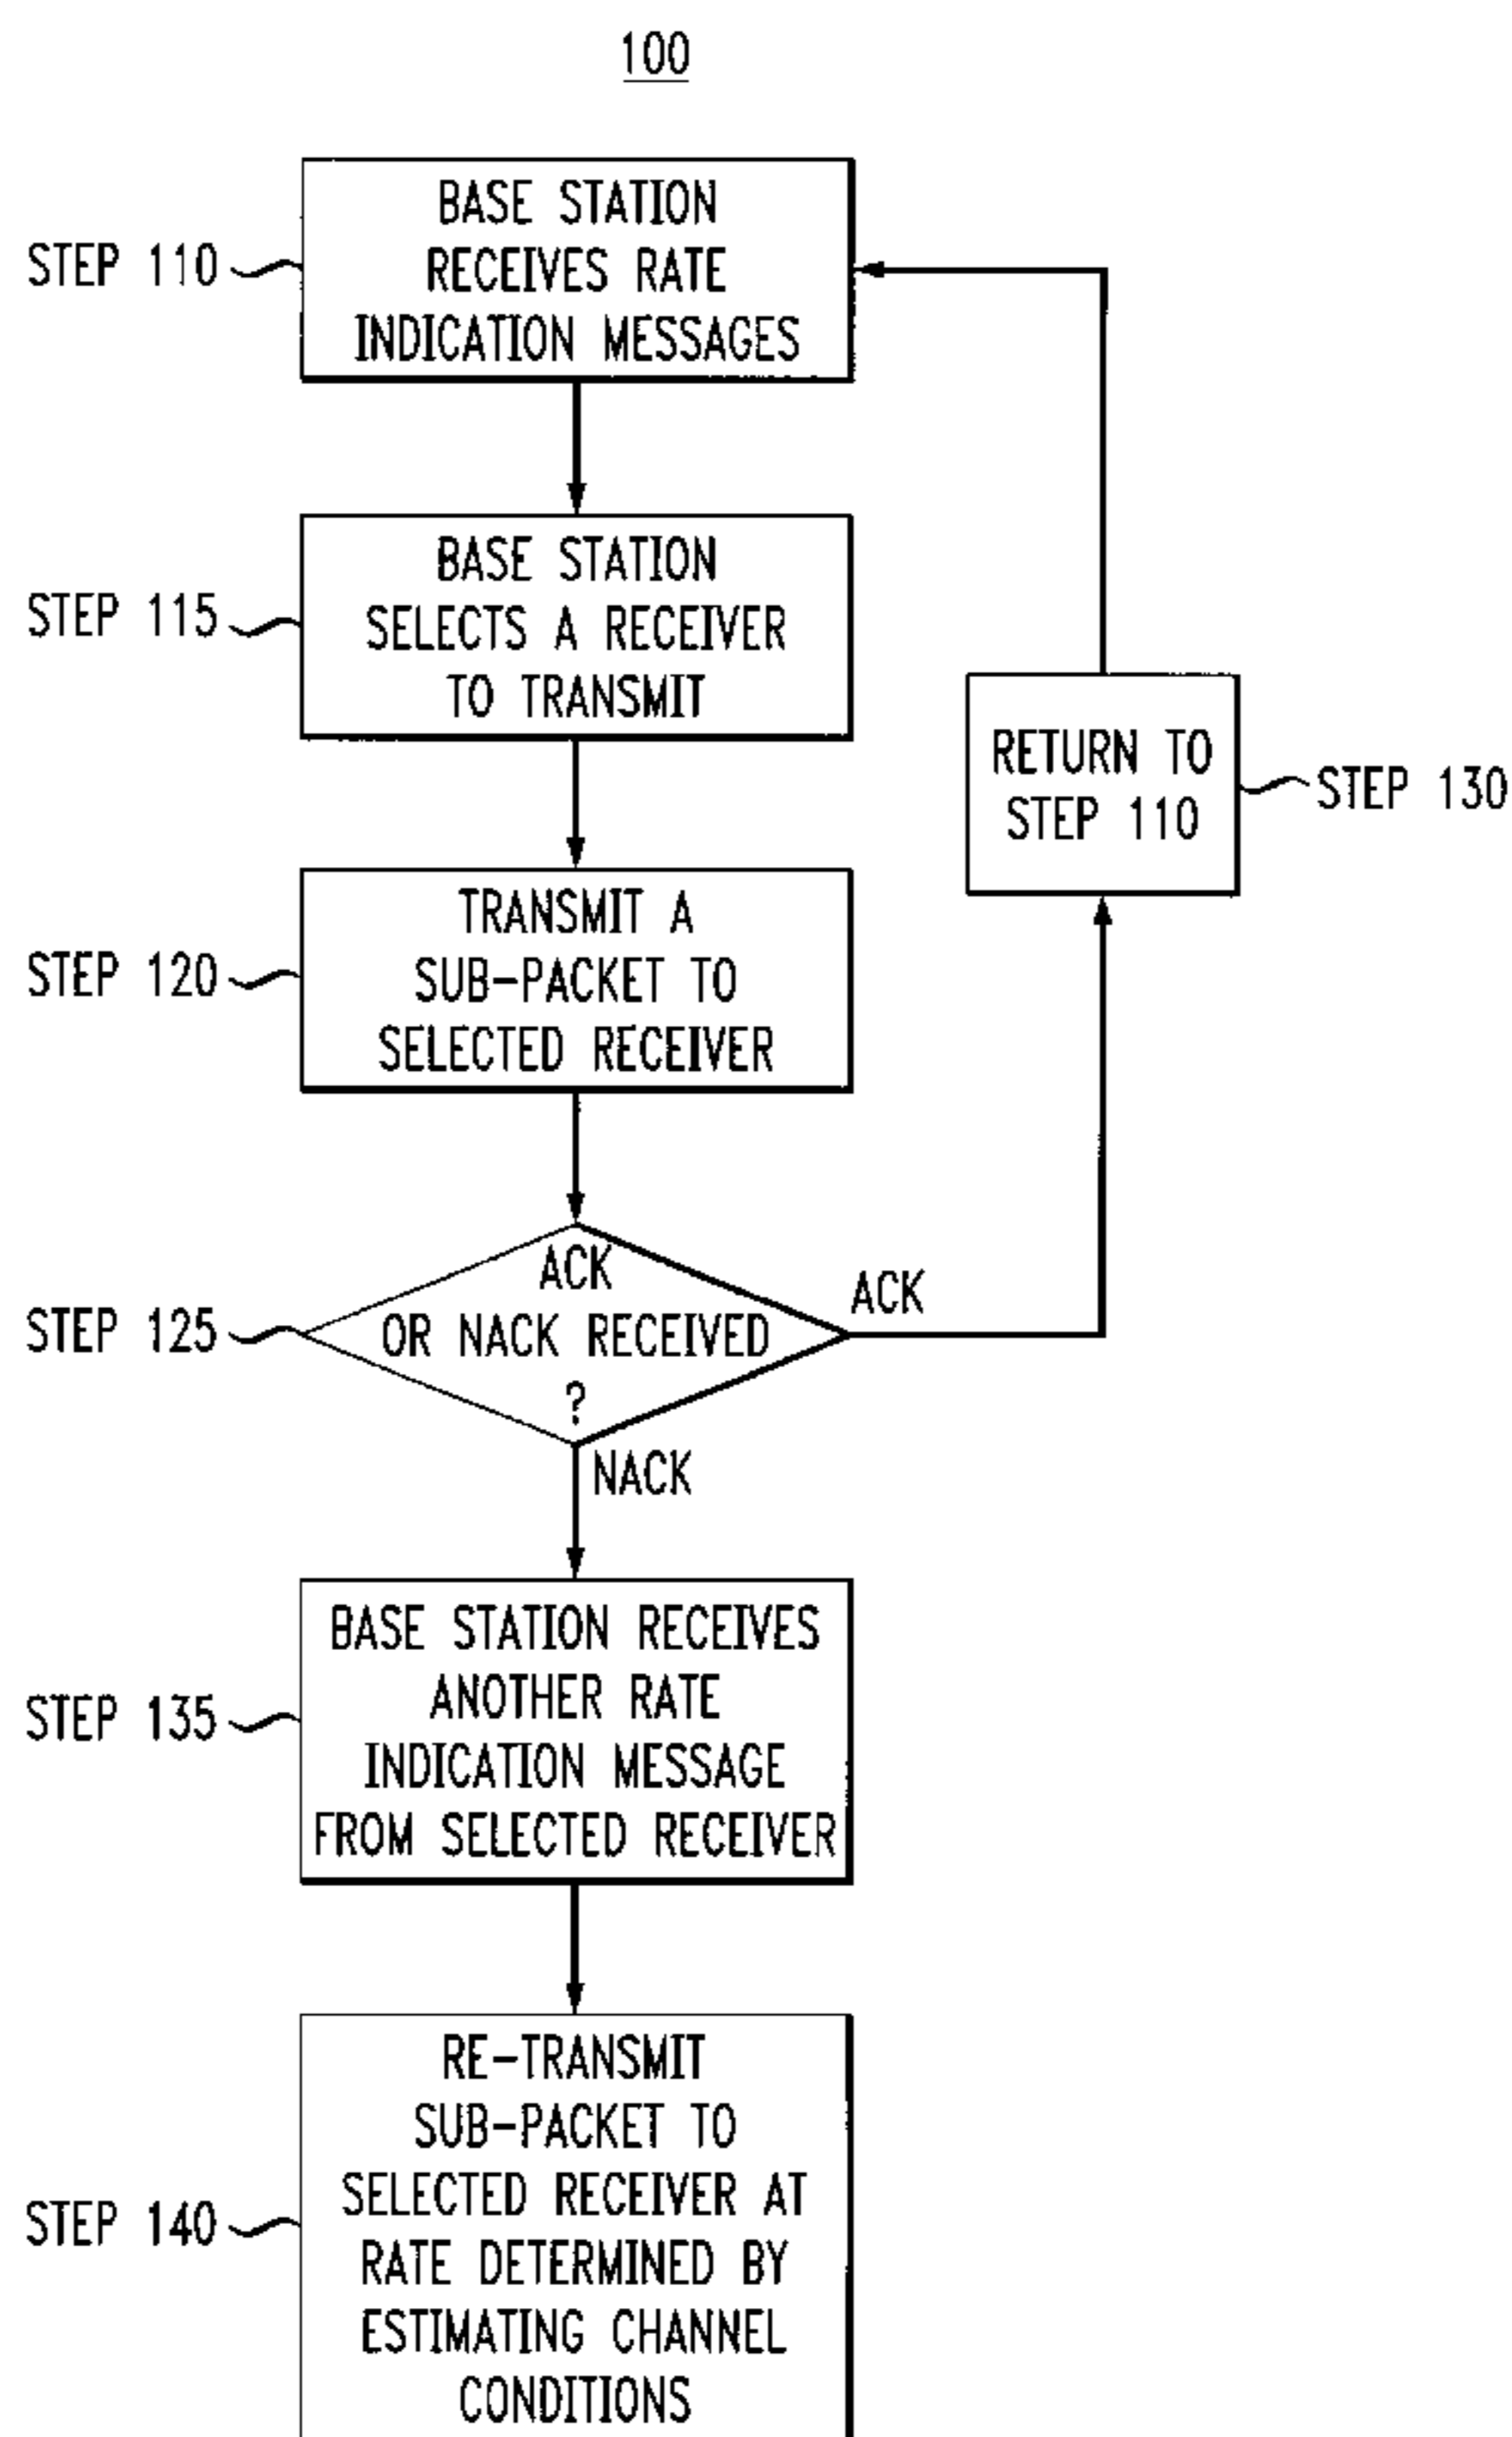 100
STEP 110
BASE STATION
RECEIVES RATE
INDICATION MESSAGES
STEP 115
BASE STATION
SELECTS A RECEIVER
TO TRANSMIT
RETURN TO
STEP 110
STEP 130
STEP 120
TRANSMIT A
SUB-PACKET TO
SELECTED RECEIVER
STEP 125
ACK
OR NACK RECEIVED
?
ACK
NACK
STEP 135
BASE STATION RECEIVES
ANOTHER RATE
INDICATION MESSAGE
FROM SELECTED RECEIVER
STEP 140
RE-TRANSMIT
SUB-PACKET TO
SELECTED RECEIVER AT
RATE DETERMINED BY
ESTIMATING CHANNEL
CONDITIONS